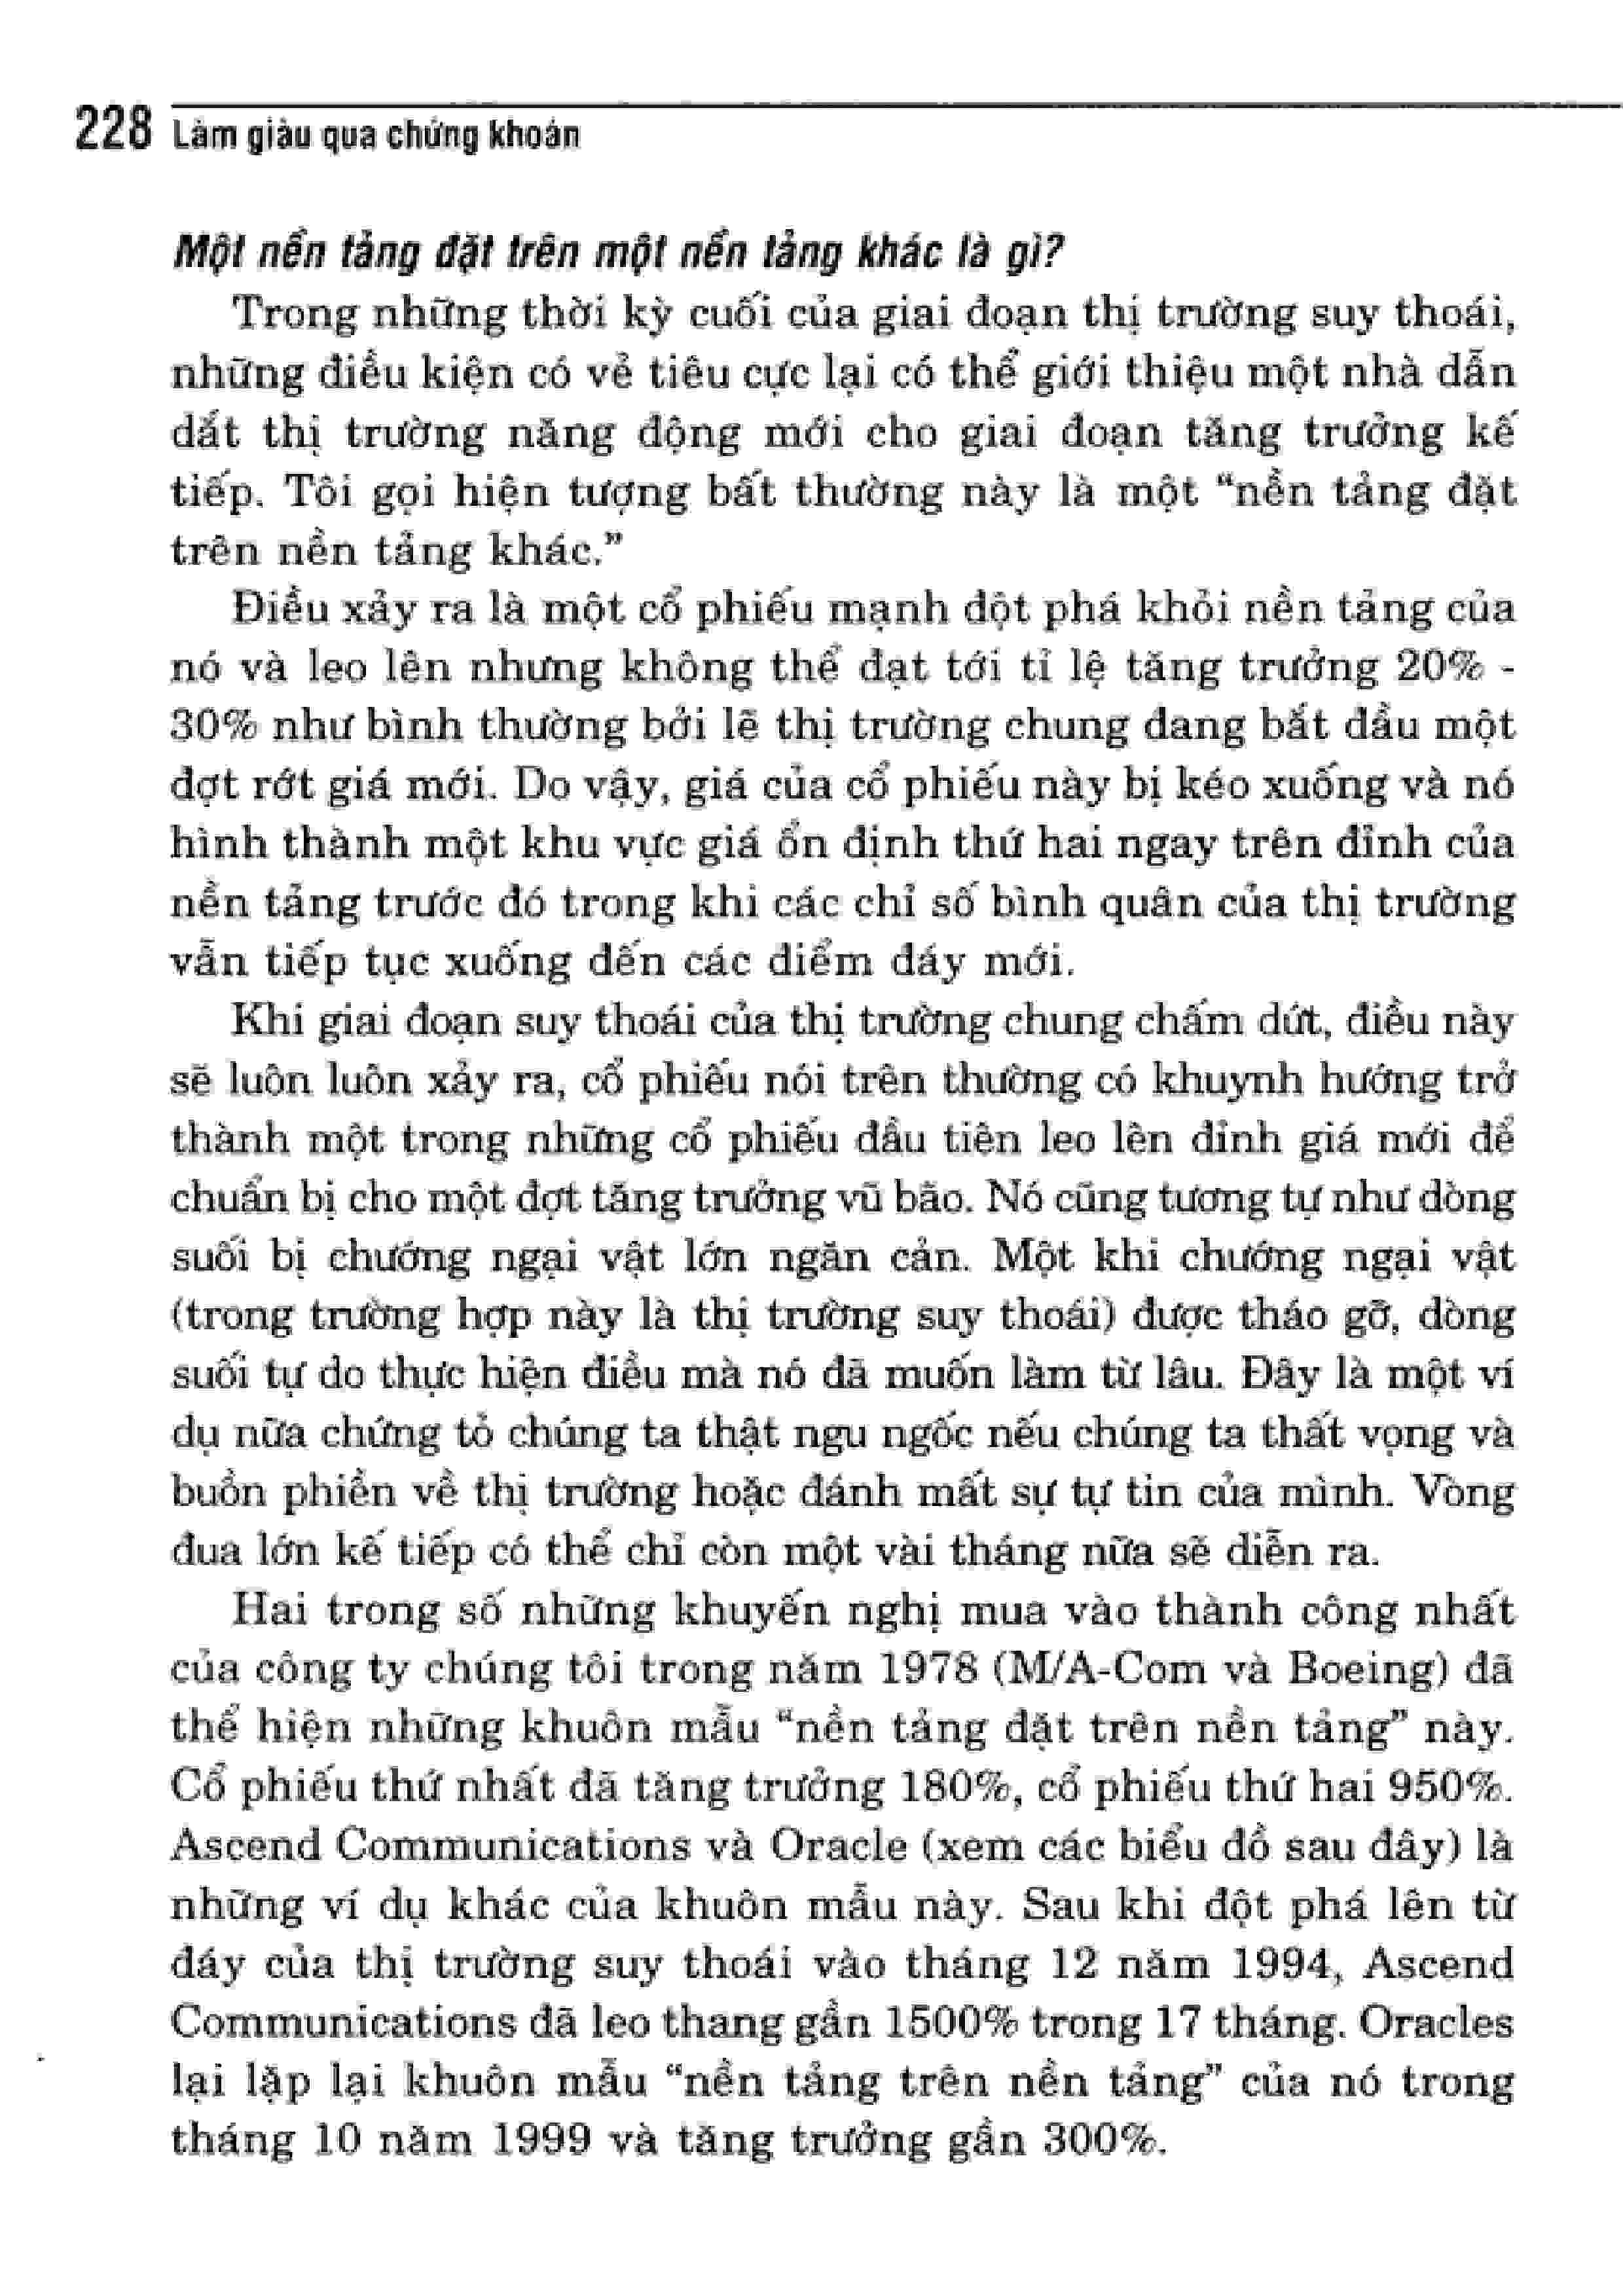 228 Làm giàu qua chứng khoán
Một nền tảng đặt trên một nền tảng khác là gì?
Trong những thời kỳ cuối của giai đoạn thị trường suy thoái,
những điều kiện có vẻ tiêu cực lại có thể giới thiệu một nhà dẫn
dắt thị trường năng động mới cho giai đoạn tăng trưởng kế
tiếp. Tôi gọi hiện tượng bất thường này là một “nền tảng đặt
trên nền tảng khác.”
Điều xảy ra là một cổ phiếu mạnh đột phá khỏi nền tảng của
nó và leo lên nhưng không thể đạt tới tỉ lệ tăng trưởng 20% -
30% như bình thường bởi lẽ thị trường chung đang bắt đầu một
đợt rớt giá mới. Do vậy, giá của cổ phiếu này bị kéo xuống và nó
hình thành một khu vực giá ổn định thứ hai ngay trên đỉnh của
nền tảng trước đó trong khi các chỉ số bình quân của thị trường
vẫn tiếp tục xuống đến các điểm đáy mới.
Khi giai đoạn suy thoái của thị trường chung chấm dứt, điều này
sẽ luôn luôn xảy ra, cổ phiếu nói trên thường có khuynh hướng trở
thành một trong những cổ phiếu đầu tiên leo lên đỉnh giá mới để
chuẩn bị cho một đợt tăng trưởng vũ bão. Nó cũng tương tự như dòng
suối bị chướng ngại vật lớn ngăn cản. Một khi chướng ngại vật
(trong trường hợp này là thị trường suy thoái) được tháo gỡ, dòng
suối tự do thực hiện điều mà nó đã muốn làm từ lâu. Đây là một ví
dụ nữa chứng tỏ chúng ta thật ngu ngốc nếu chúng ta thất vọng và
buồn phiền về thị trường hoặc đánh mất sự tự tin của mình. Vòng
đua lớn kế tiếp có thể chỉ còn một vài tháng nữa sẽ diễn ra.
Hai trong số những khuyến nghị mua vào thành công nhất
của công ty chúng tôi trong năm 1978 (M/A-Com và Boeing) đã
thể hiện những khuôn mẫu “nền tảng đặt trên nền tảng” này.
Cổ phiếu thứ nhất đã tăng trưởng 180%, cổ phiếu thứ hai 950%.
Ascend Communications và Oracle (xem các biểu đồ sau đây) là
những ví dụ khác của khuôn mẫu này. Sau khi đột phá lên từ
đáy của thị trường suy thoái vào tháng 12 năm 1994, Ascend
Communications đã leo thang gần 1500% trong 17 tháng. Oracles
lại lặp lại khuôn mẫu “nền tảng trên nền tảng” của nó trong
tháng 10 năm 1999 và tăng trưởng gần 300%.